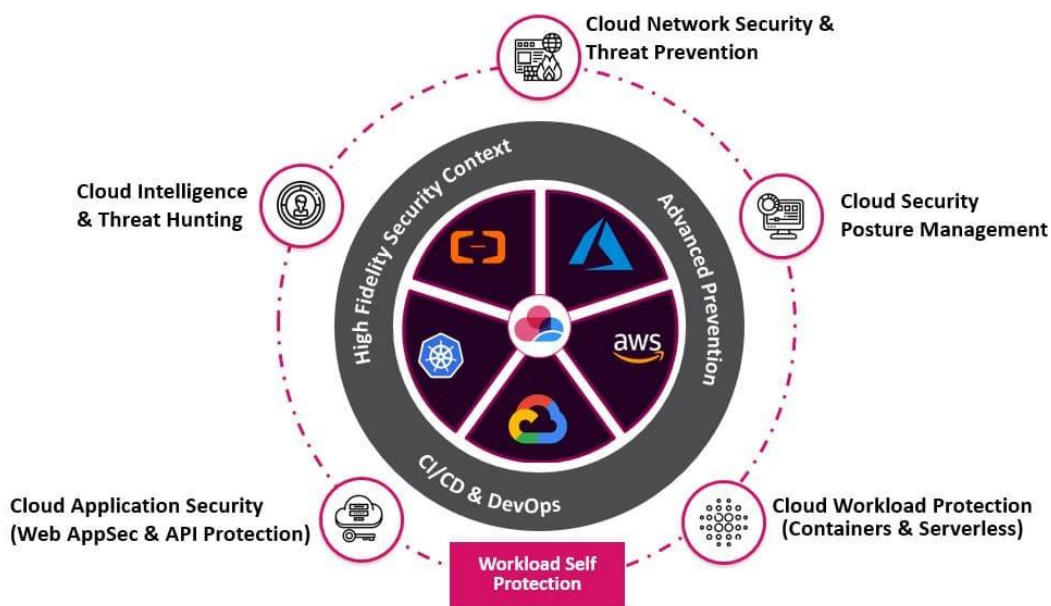 Cloud Network Security &
Threat Prevention
Cloud Intelligence
& Threat Hunting
Cloud Security
Posture Management
High Fidelity Security Context
Advanced Prevention
aws
CI/CD & DevOps
Cloud Application Security
(Web AppSec & API Protection)
Cloud Workload Protection
(Containers & Serverless)
Workload Self
Protection